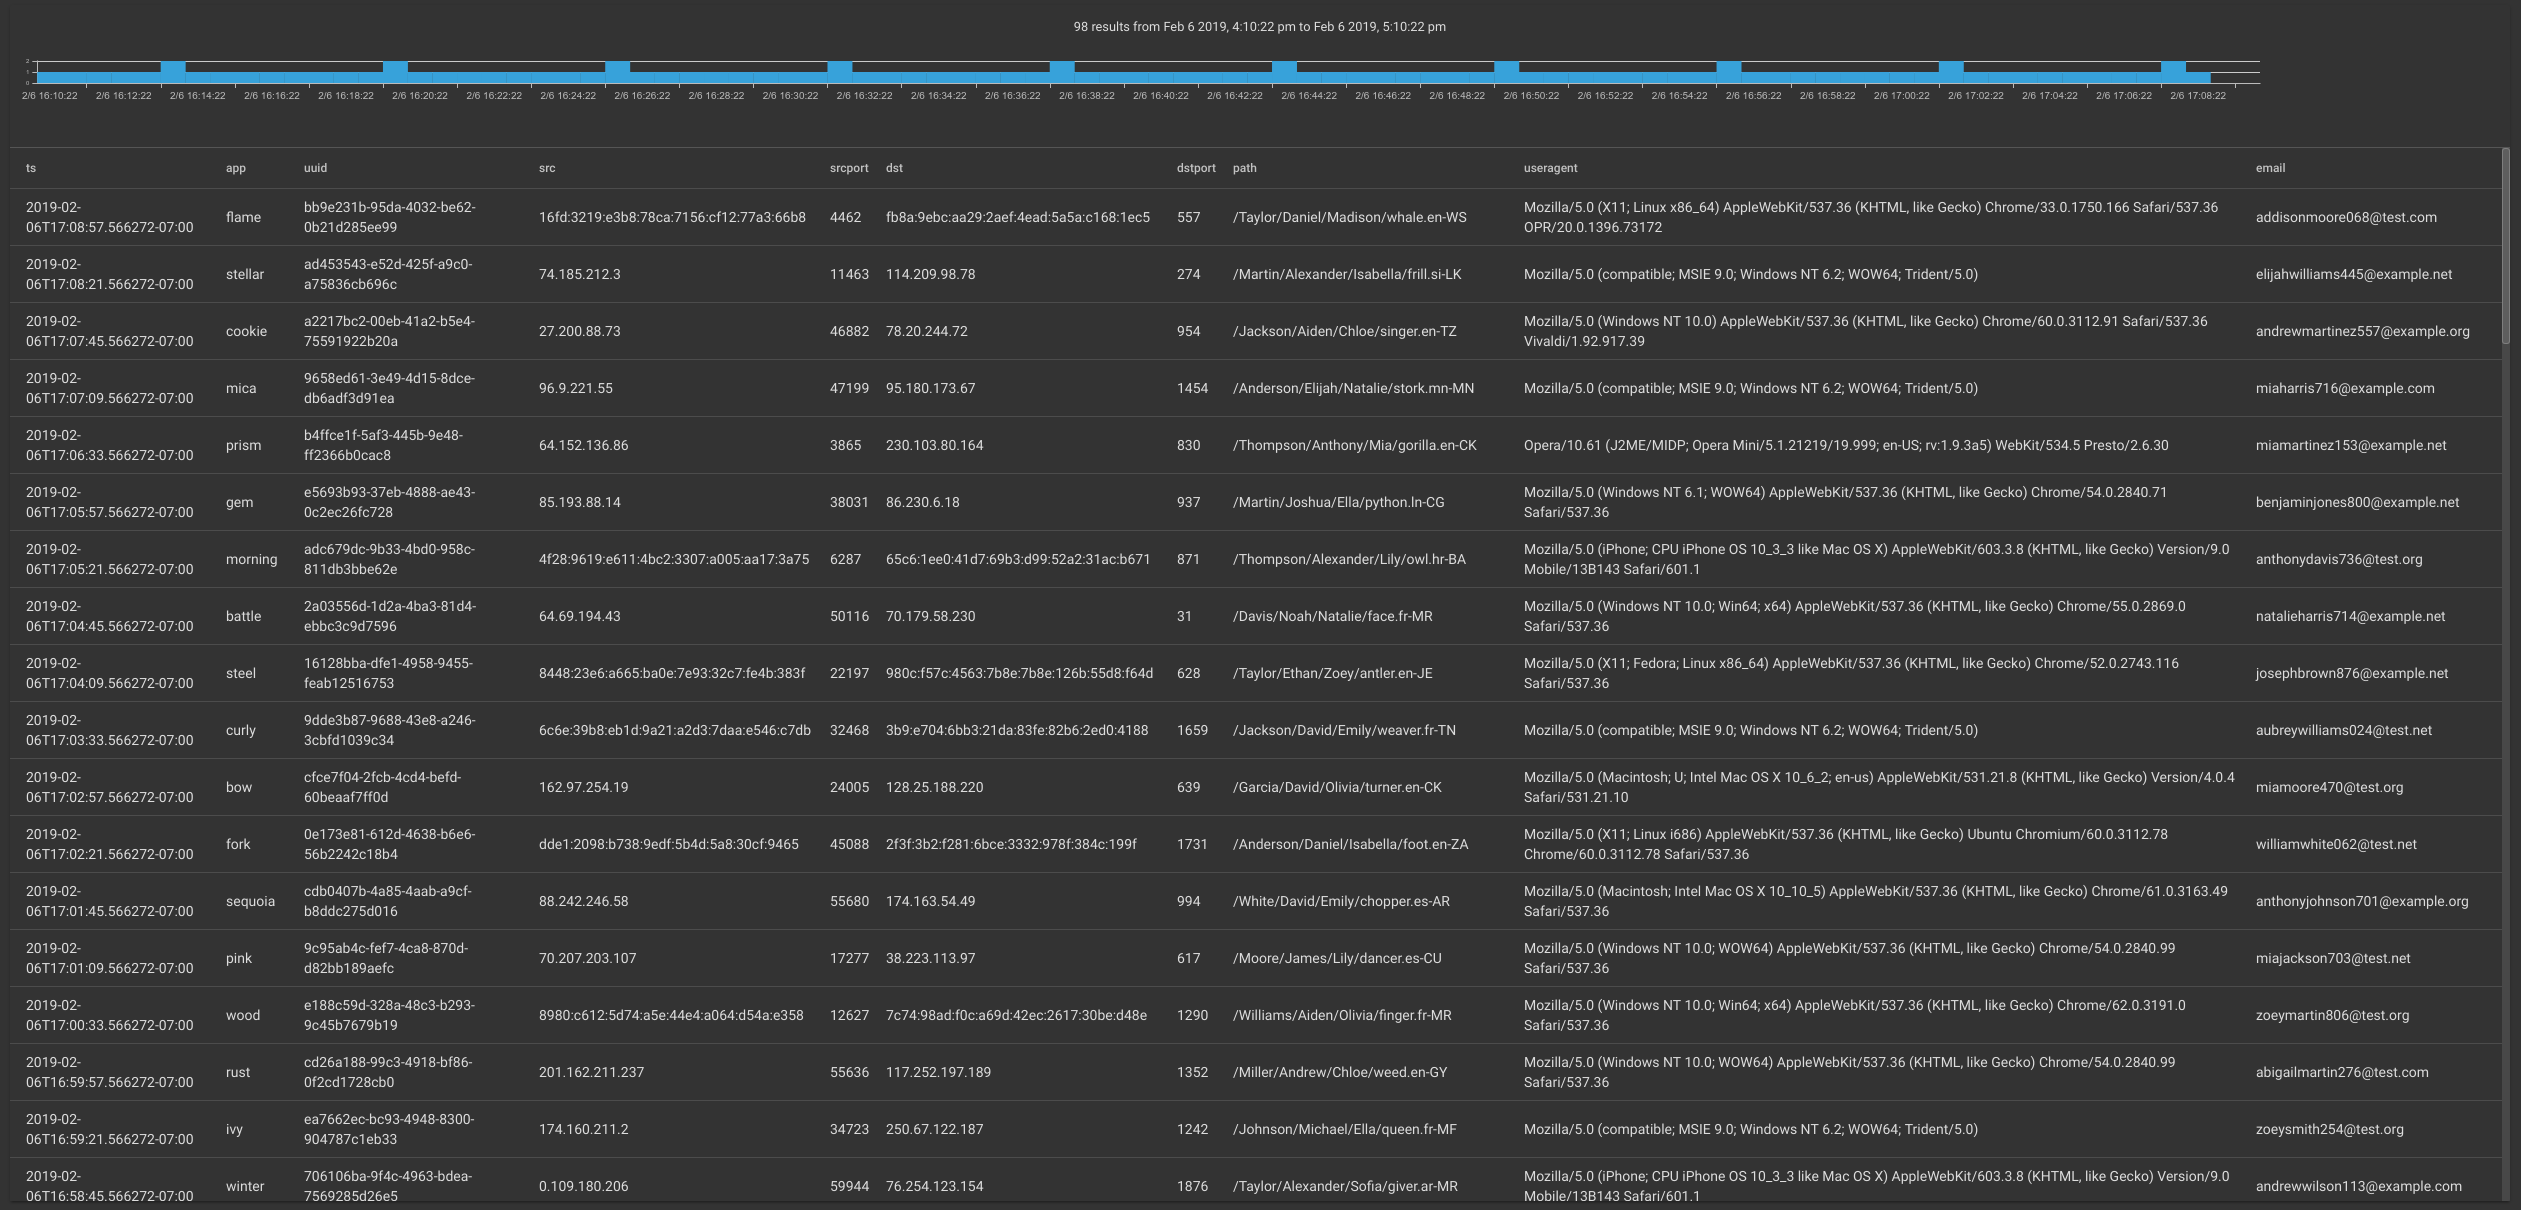 98 results from Feb 6 2019, 4:10:22 pm to Feb 6 2019, 5:10:22 pm
2
1
0
2/6 16:10:22 2/6 16:12:22 2/6 16:14:22 2/6 16:16:22 2/6 16:18:22 2/6 16:20:22 2/6 16:22:22 2/6 16:24:22 2/6 16:26:22 2/6 16:28:22 2/6 16:30:22 2/6 16:32:22 2/6 16:34:22 2/6 16:36:22 2/6 16:38:22 2/6 16:40:22 2/6 16:42:22 2/6 16:44:22 2/6 16:46:22 2/6 16:48:22 2/6 16:50:22 2/6 16:52:22 2/6 16:54:22 2/6 16:56:22 2/6 16:58:22 2/6 17:00:22 2/6 17:02:22 2/6 17:04:22 2/6 17:06:22 2/6 17:08:22
ts app uuid src srcport dst dstport path useragent email
2019-02- bb9e231b-95da-4032-be62- Mozilla/5.0 (X11; Linux x86_64) AppleWebKit/537.36 (KHTML, like Gecko) Chrome/33.0.1750.166 Safari/537.36
flame 16fd:3219:e3b8:78ca:7156:cf12:77a3:66b8 4462 fb8a:9ebc:aa29:2aef:4ead:5a5a:c168:1ec5 557 /Taylor/Daniel/Madison/whale.en-WS addisonmoore068@test.com
06T17:08:57.566272-07:00 0b21d285ee99 OPR/20.0.1396.73172
2019-02- ad453543-e52d-425f-a9c0-
stellar 74.185.212.3 11463 114.209.98.78 274 /Martin/Alexander/Isabella/frill.si-LK Mozilla/5.0 (compatible; MSIE 9.0; Windows NT 6.2; WOW64; Trident/5.0) elijahwilliams445@example.net
06T17:08:21.566272-07:00 a75836cb696c
2019-02- a2217bc2-00eb-41a2-b5e4- Mozilla/5.0 (Windows NT 10.0) AppleWebKit/537.36 (KHTML, like Gecko) Chrome/60.0.3112.91 Safari/537.36
cookie 27.200.88.73 46882 78.20.244.72 954 /Jackson/Aiden/Chloe/singer.en-TZ andrewmartinez557@example.org
06T17:07:45.566272-07:00 75591922b20a Vivaldi/1.92.917.39
2019-02- 9658ed61-3e49-4d15-8dce-
mica 96.9.221.55 47199 95.180.173.67 1454 /Anderson/Elijah/Natalie/stork.mn-MN Mozilla/5.0 (compatible; MSIE 9.0; Windows NT 6.2; WOW64; Trident/5.0) miaharris716@example.com
06T17:07:09.566272-07:00 db6adf3d91ea
2019-02- b4ffce1f-5af3-445b-9e48-
prism 64.152.136.86 3865 230.103.80.164 830 /Thompson/Anthony/Mia/gorilla.en-CK Opera/10.61 (J2ME/MIDP; Opera Mini/5.1.21219/19.999; en-US; rv:1.9.3a5) WebKit/534.5 Presto/2.6.30 miamartinez153@example.net
06T17:06:33.566272-07:00 ff2366b0cac8
2019-02- e5693b93-37eb-4888-ae43- Mozilla/5.0 (Windows NT 6.1; WOW64) AppleWebKit/537.36 (KHTML, like Gecko) Chrome/54.0.2840.71
gem 85.193.88.14 38031 86.230.6.18 937 /Martin/Joshua/Ella/python.ln-CG benjaminjones800@example.net
06T17:05:57.566272-07:00 0c2ec26fc728 Safari/537.36
2019-02- adc679dc-9b33-4bd0-958c- Mozilla/5.0 (iPhone; CPU iPhone OS 10_3_3 like Mac OS X) AppleWebKit/603.3.8 (KHTML, like Gecko) Version/9.0
morning 4f28:9619:e611:4bc2:3307:a005:aa17:3a75 6287 65c6:1ee0:41d7:69b3:d99:52a2:31ac:b671 871 /Thompson/Alexander/Lily/owl.hr-BA anthonydavis736@test.org
06T17:05:21.566272-07:00 811db3bbe62e Mobile/13B143 Safari/601.1
2019-02- 2a03556d-1d2a-4ba3-81d4- Mozilla/5.0 (Windows NT 10.0; Win64; x64) AppleWebKit/537.36 (KHTML, like Gecko) Chrome/55.0.2869.0
battle 64.69.194.43 50116 70.179.58.230 31 /Davis/Noah/Natalie/face.fr-MR natalieharris714@example.net
06T17:04:45.566272-07:00 ebbc3c9d7596 Safari/537.36
2019-02- 16128bba-dfe1-4958-9455- Mozilla/5.0 (X11; Fedora; Linux x86_64) AppleWebKit/537.36 (KHTML, like Gecko) Chrome/52.0.2743.116
steel 8448:23e6:a665:ba0e:7e93:32c7:fe4b:383f 22197 980c:f57c:4563:7b8e:7b8e:126b:55d8:f64d 628 /Taylor/Ethan/Zoey/antler.en-JE josephbrown876@example.net
06T17:04:09.566272-07:00 feab12516753 Safari/537.36
2019-02- 9dde3b87-9688-43e8-a246-
curly 6c6e:39b8:eb1d:9a21:a2d3:7daa:e546:c7db 32468 3b9:e704:6bb3:21da:83fe:82b6:2ed0:4188 1659 /Jackson/David/Emily/weaver.fr-TN Mozilla/5.0 (compatible; MSIE 9.0; Windows NT 6.2; WOW64; Trident/5.0) aubreywilliams024@test.net
06T17:03:33.566272-07:00 3cbfd1039c34
2019-02- cfce7f04-2fcb-4cd4-befd- Mozilla/5.0 (Macintosh; U; Intel Mac OS X 10_6_2; en-us) AppleWebKit/531.21.8 (KHTML, like Gecko) Version/4.0.4
bow 162.97.254.19 24005 128.25.188.220 639 /Garcia/David/Olivia/turner.en-CK miamoore470@test.org
06T17:02:57.566272-07:00 60beaaf7ff0d Safari/531.21.10
2019-02- 0e173e81-612d-4638-b6e6- Mozilla/5.0 (X11; Linux i686) AppleWebKit/537.36 (KHTML, like Gecko) Ubuntu Chromium/60.0.3112.78
fork dde1:2098:b738:9edf:5b4d:5a8:30cf:9465 45088 2f3f:3b2:f281:6bce:3332:978f:384c:199f 1731 /Anderson/Daniel/Isabella/foot.en-ZA williamwhite062@test.net
06T17:02:21.566272-07:00 56b2242c18b4 Chrome/60.0.3112.78 Safari/537.36
2019-02- cdb0407b-4a85-4aab-a9cf- Mozilla/5.0 (Macintosh; Intel Mac OS X 10_10_5) AppleWebKit/537.36 (KHTML, like Gecko) Chrome/61.0.3163.49
sequoia 88.242.246.58 55680 174.163.54.49 994 /White/David/Emily/chopper.es-AR anthonyjohnson701@example.org
06T17:01:45.566272-07:00 b8ddc275d016 Safari/537.36
2019-02- 9c95ab4c-fef7-4ca8-870d- Mozilla/5.0 (Windows NT 10.0; WOW64) AppleWebKit/537.36 (KHTML, like Gecko) Chrome/54.0.2840.99
pink 70.207.203.107 17277 38.223.113.97 617 /Moore/James/Lily/dancer.es-CU miajackson703@test.net
06T17:01:09.566272-07:00 d82bb189aefc Safari/537.36
2019-02- e188c59d-328a-48c3-b293- Mozilla/5.0 (Windows NT 10.0; Win64; x64) AppleWebKit/537.36 (KHTML, like Gecko) Chrome/62.0.3191.0
wood 8980:c612:5d74:a5e:44e4:a064:d54a:e358 12627 7c74:98ad:f0c:a69d:42ec:2617:30be:d48e 1290 /Williams/Aiden/Olivia/finger.fr-MR zoeymartin806@test.org
06T17:00:33.566272-07:00 9c45b7679b19 Safari/537.36
2019-02- cd26a188-99c3-4918-bf86- Mozilla/5.0 (Windows NT 10.0; WOW64) AppleWebKit/537.36 (KHTML, like Gecko) Chrome/54.0.2840.99
rust 201.162.211.237 55636 117.252.197.189 1352 /Miller/Andrew/Chloe/weed.en-GY abigailmartin276@test.com
06T16:59:57.566272-07:00 0f2cd1728cb0 Safari/537.36
2019-02- ea7662ec-bc93-4948-8300-
ivy 174.160.211.2 34723 250.67.122.187 1242 /Johnson/Michael/Ella/queen.fr-MF Mozilla/5.0 (compatible; MSIE 9.0; Windows NT 6.2; WOW64; Trident/5.0) zoeysmith254@test.org
06T16:59:21.566272-07:00 904787c1eb33
2019-02- 706106ba-9f4c-4963-bdea- Mozilla/5.0 (iPhone; CPU iPhone OS 10_3_3 like Mac OS X) AppleWebKit/603.3.8 (KHTML, like Gecko) Version/9.0
winter 0.109.180.206 59944 76.254.123.154 1876 /Taylor/Alexander/Sofia/giver.ar-MR andrewwilson113@example.com
06T16:58:45.566272-07:00 7569285d26e5 Mobile/13B143 Safari/601.1